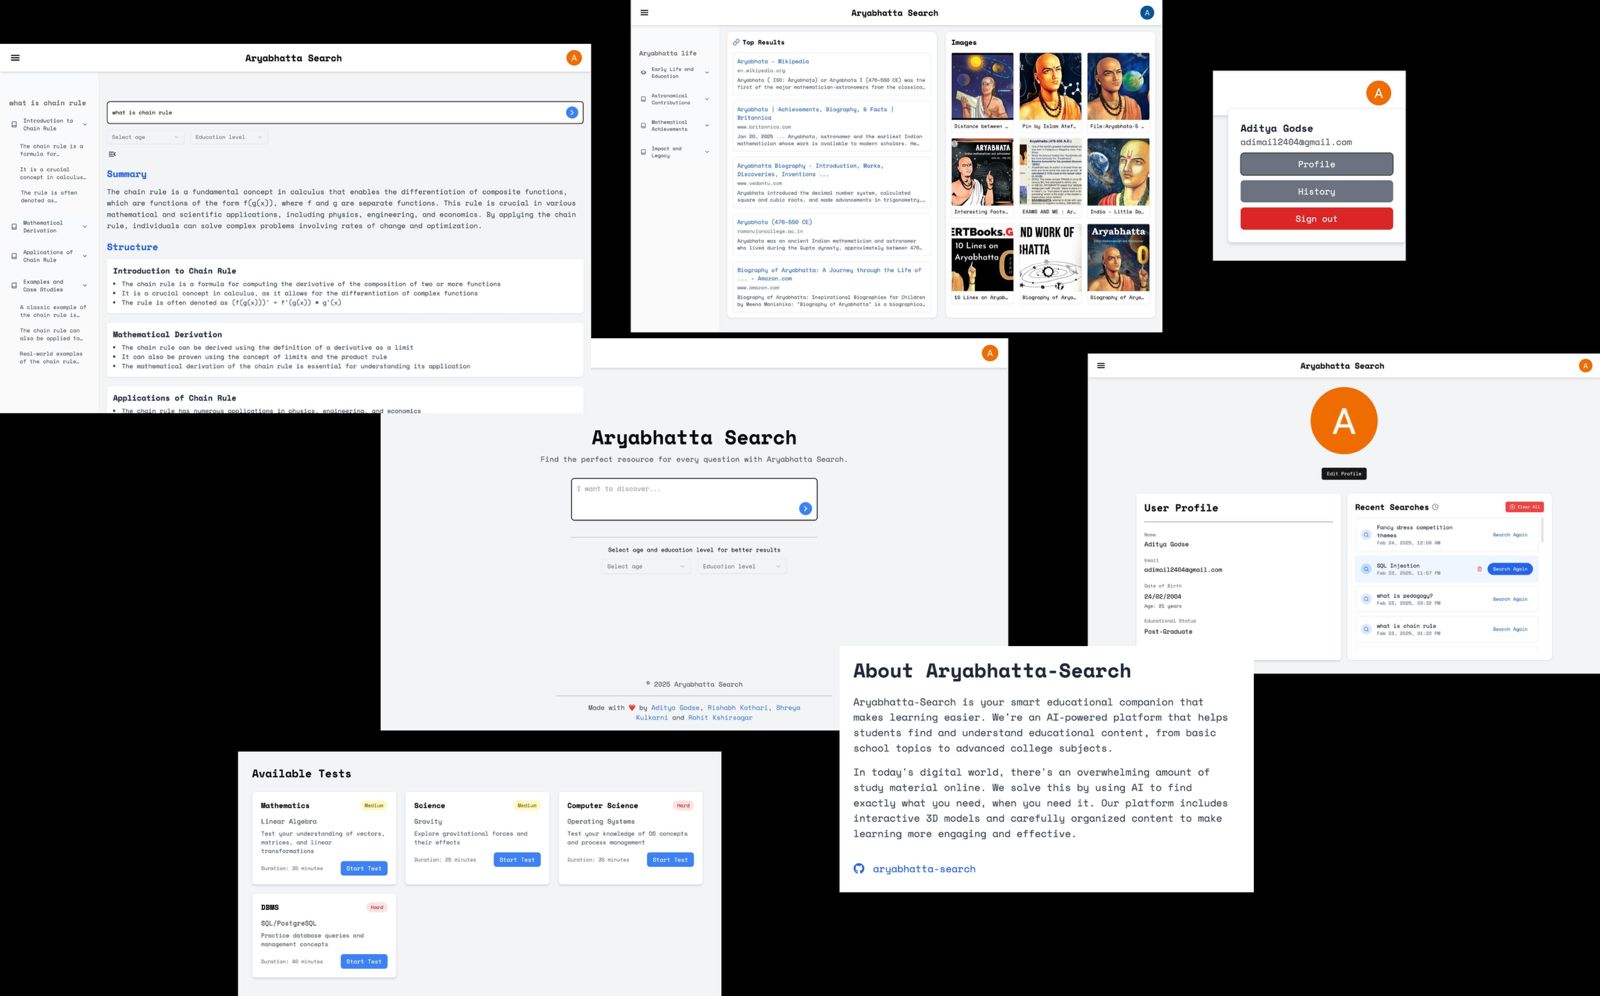 Aryabhatta Search
A
what is chain rule
Introduction to
Chain Rule
The chain rule is a
formula for…
It is a crucial
concept in calculus…
The rule is often
denoted as…
Mathematical
Derivation
Applications of
Chain Rule
Examples and
Case Studies
A classic example of
the chain rule is…
The chain rule can
also be applied to…
Real-world examples
of the chain rule…
what is chain rule
Select age
Education level
Summary
The chain rule is a fundamental concept in calculus that enables the differentiation of composite functions,
which are functions of the form f(g(x)), where f and g are separate functions. This rule is crucial in various
mathematical and scientific applications, including physics, engineering, and economics. By applying the chain
rule, individuals can solve complex problems involving rates of change and optimization.
Structure
Introduction to Chain Rule
• The chain rule is a formula for computing the derivative of the composition of two or more functions
• It is a crucial concept in calculus, as it allows for the differentiation of complex functions
• The rule is often denoted as (f(g(x)))' = f'(g(x)) * g'(x)
Mathematical Derivation
• The chain rule can be derived using the definition of a derivative as a limit
• It can also be proven using the concept of limits and the product rule
• The mathematical derivation of the chain rule is essential for understanding its application
Applications of Chain Rule
• The chain rule has numerous applications in physics, engineering, and economics
Aryabhatta Search
A
Aryabhatta life
Early Life and
Education
Astronomical
Contributions
Mathematical
Achievements
Impact and
Legacy
Top Results
Aryabhata - Wikipedia
en.wikipedia.org
Aryabhata ( ISO: Āryabhaṭa) or Aryabhata I (476–550 CE) was the
first of the major mathematician-astronomers from the classica…
Aryabhata | Achievements, Biography, & Facts |
Britannica
www.britannica.com
Jan 20, 2025 ... Aryabhata, astronomer and the earliest Indian
mathematician whose work is available to modern scholars. He…
Aryabhatta Biography - Introduction, Works,
Discoveries, Inventions ...
www.vedantu.com
Aryabhatta introduced the decimal number system, calculated
square and cubic roots, and made advancements in trigonometry,…
Aryabhatta (476-550 CE)
ramanujancollege.ac.in
Aryabhatta was an ancient Indian mathematician and astronomer
who lived during the Gupta dynasty, approximately between 476…
Biography of Aryabhata: A Journey through the Life of
... - Amazon.com
www.amazon.com
Biography of Aryabhata: Inspirational Biographies for Children
by Meena Manishika: "Biography of Aryabhata" is a biographica…
Images
Distance between …
Pin by Islam Atef…
File:Aryabhata-5 …
ARYABHATA
Interesting Facts…
EXAMS AND ME : Ar…
India - Little Da…
ERTBooks.G
10 Lines on
Aryabhatta
10 Lines on Aryab…
ND WORK OF
HATTA
Biography of Arya…
Aryabhatta
Biography of Arya…
A
Aditya Godse
adimail2404@gmail.com
Profile
History
Sign out
A
Aryabhatta Search
Find the perfect resource for every question with Aryabhatta Search.
I want to discover...
Select age and education level for better results
Select age
Education level
© 2025 Aryabhatta Search
Made with ❤️ by Aditya Godse, Rishabh Kothari, Shreya
Kulkarni and Rohit Kshirsagar
Aryabhatta Search
A
A
Edit Profile
User Profile
Name
Aditya Godse
Email
adimail2404@gmail.com
Date of Birth
24/02/2004
Age: 21 years
Educational Status
Post-Graduate
Recent Searches
Clear All
Fancy dress competition
themes
Feb 24, 2025, 12:09 AM
Search Again
SQL Injection
Feb 23, 2025, 11:57 PM
Search Again
what is pedagogy?
Feb 23, 2025, 03:32 PM
Search Again
what is chain rule
Feb 23, 2025, 01:22 PM
Search Again
About Aryabhatta-Search
Aryabhatta-Search is your smart educational companion that
makes learning easier. We're an AI-powered platform that helps
students find and understand educational content, from basic
school topics to advanced college subjects.
In today's digital world, there's an overwhelming amount of
study material online. We solve this by using AI to find
exactly what you need, when you need it. Our platform includes
interactive 3D models and carefully organized content to make
learning more engaging and effective.
aryabhatta-search
Available Tests
Mathematics
Medium
Linear Algebra
Test your understanding of vectors,
matrices, and linear
transformations
Duration: 30 minutes
Start Test
Science
Medium
Gravity
Explore gravitational forces and
their effects
Duration: 25 minutes
Start Test
Computer Science
Hard
Operating Systems
Test your knowledge of OS concepts
and process management
Duration: 35 minutes
Start Test
DBMS
Hard
SQL/PostgreSQL
Practice database queries and
management concepts
Duration: 40 minutes
Start Test